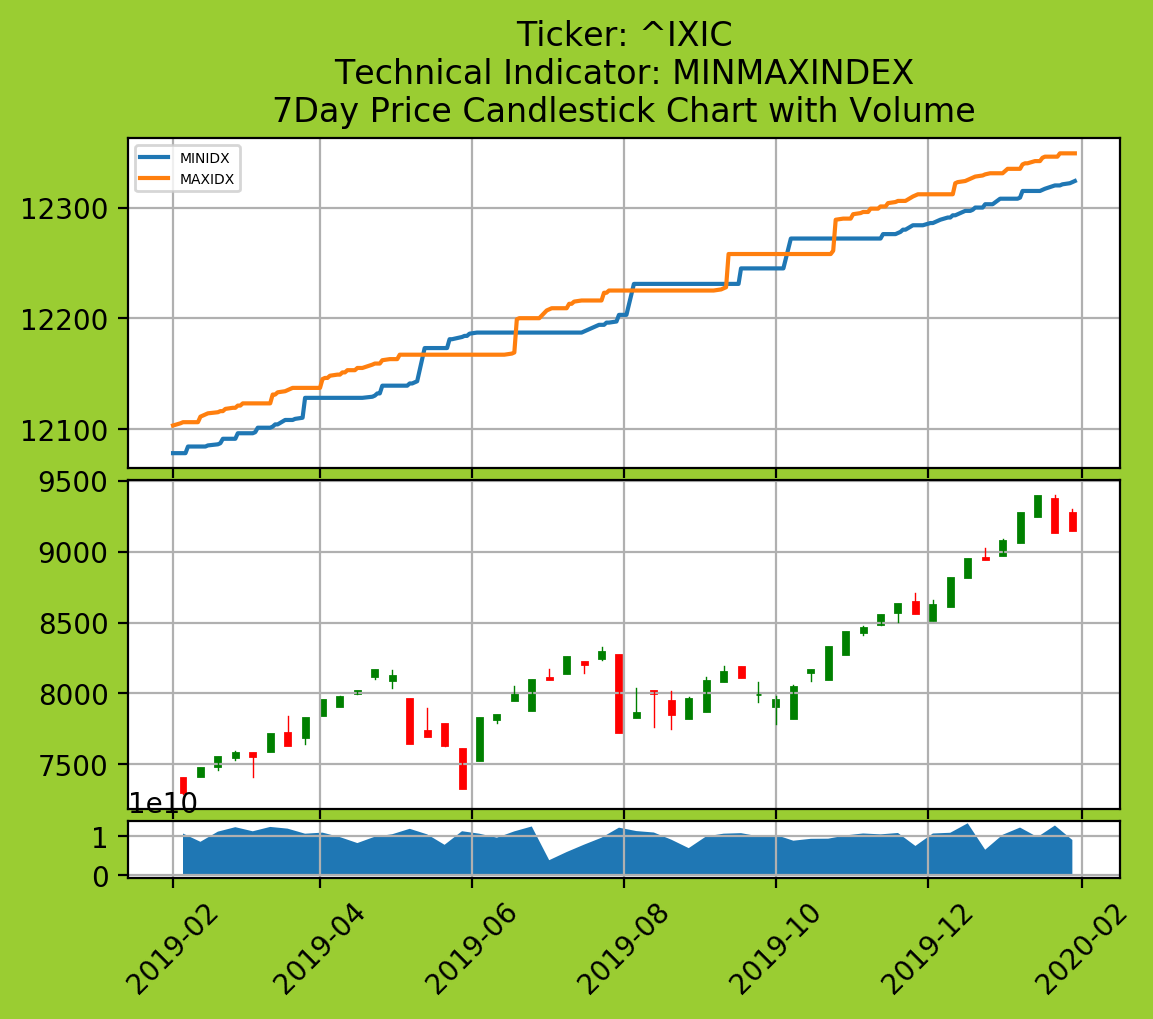 Ticker: ^IXIC
Technical Indicator: MINMAXINDEX
7Day Price Candlestick Chart with Volume
MINIDX
MAXIDX
12300
12200
12100
9500
9000
8500
8000
7500
1e10
1
0
2019-02
2019-04
2019-06
2019-08
2019-10
2019-12
2020-02